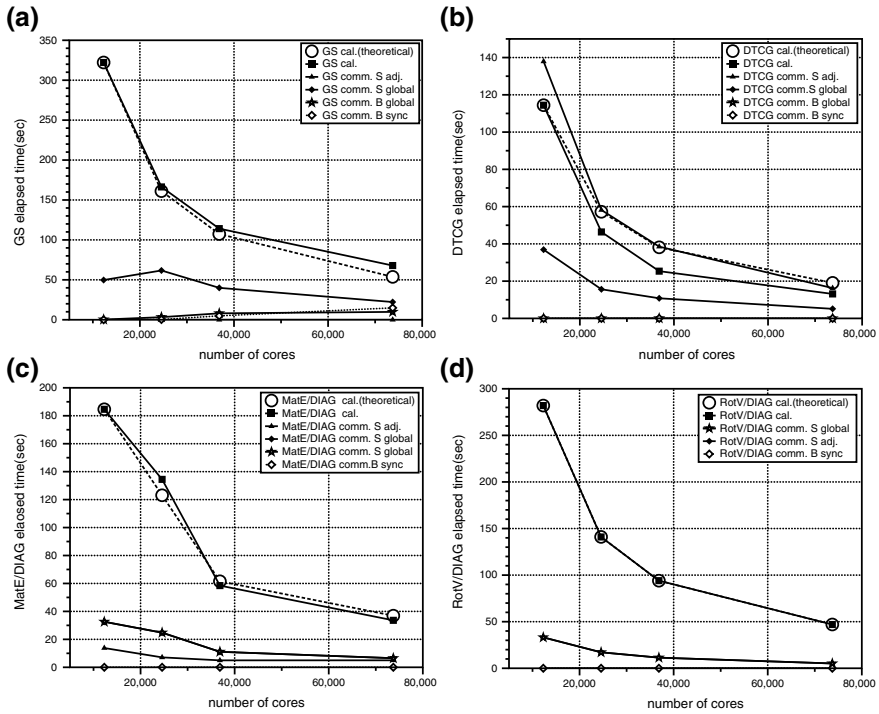 (a)
GS elapsed time(sec)
350
300
250
200
150
100
50
0
20,000
40,000
60,000
80,000
number of cores
GS cal.(theoretical)
GS cal.
GS comm. S adj.
GS comm. S global
GS comm. B global
GS comm. B sync
(b)
DTCG elapsed time(sec)
140
120
100
80
60
40
20
0
20,000
40,000
60,000
80,000
number of cores
DTCG cal.(theoretical)
DTCG cal.
DTCG comm. S adj.
DTCG comm.S global
DTCG comm. B global
DTCG comm. B sync
(c)
MatE/DIAG elaosed time(sec)
200
180
160
140
120
100
80
60
40
20
0
20,000
40,000
60,000
80,000
number of cores
MatE/DIAG cal.(theoretical)
MatE/DIAG cal.
MatE/DIAG comm. S adj.
MatE/DIAG comm. S global
MatE/DIAG comm. S global
MatE/DIAG comm.B sync
(d)
RotV/DIAG elapsed time(sec)
300
250
200
150
100
50
0
20,000
40,000
60,000
80,000
number of cores
RotV/DIAG cal.(theoretical)
RotV/DIAG cal.
RotV/DIAG comm. S global
RotV/DIAG comm. S adj.
RotV/DIAG comm. B sync